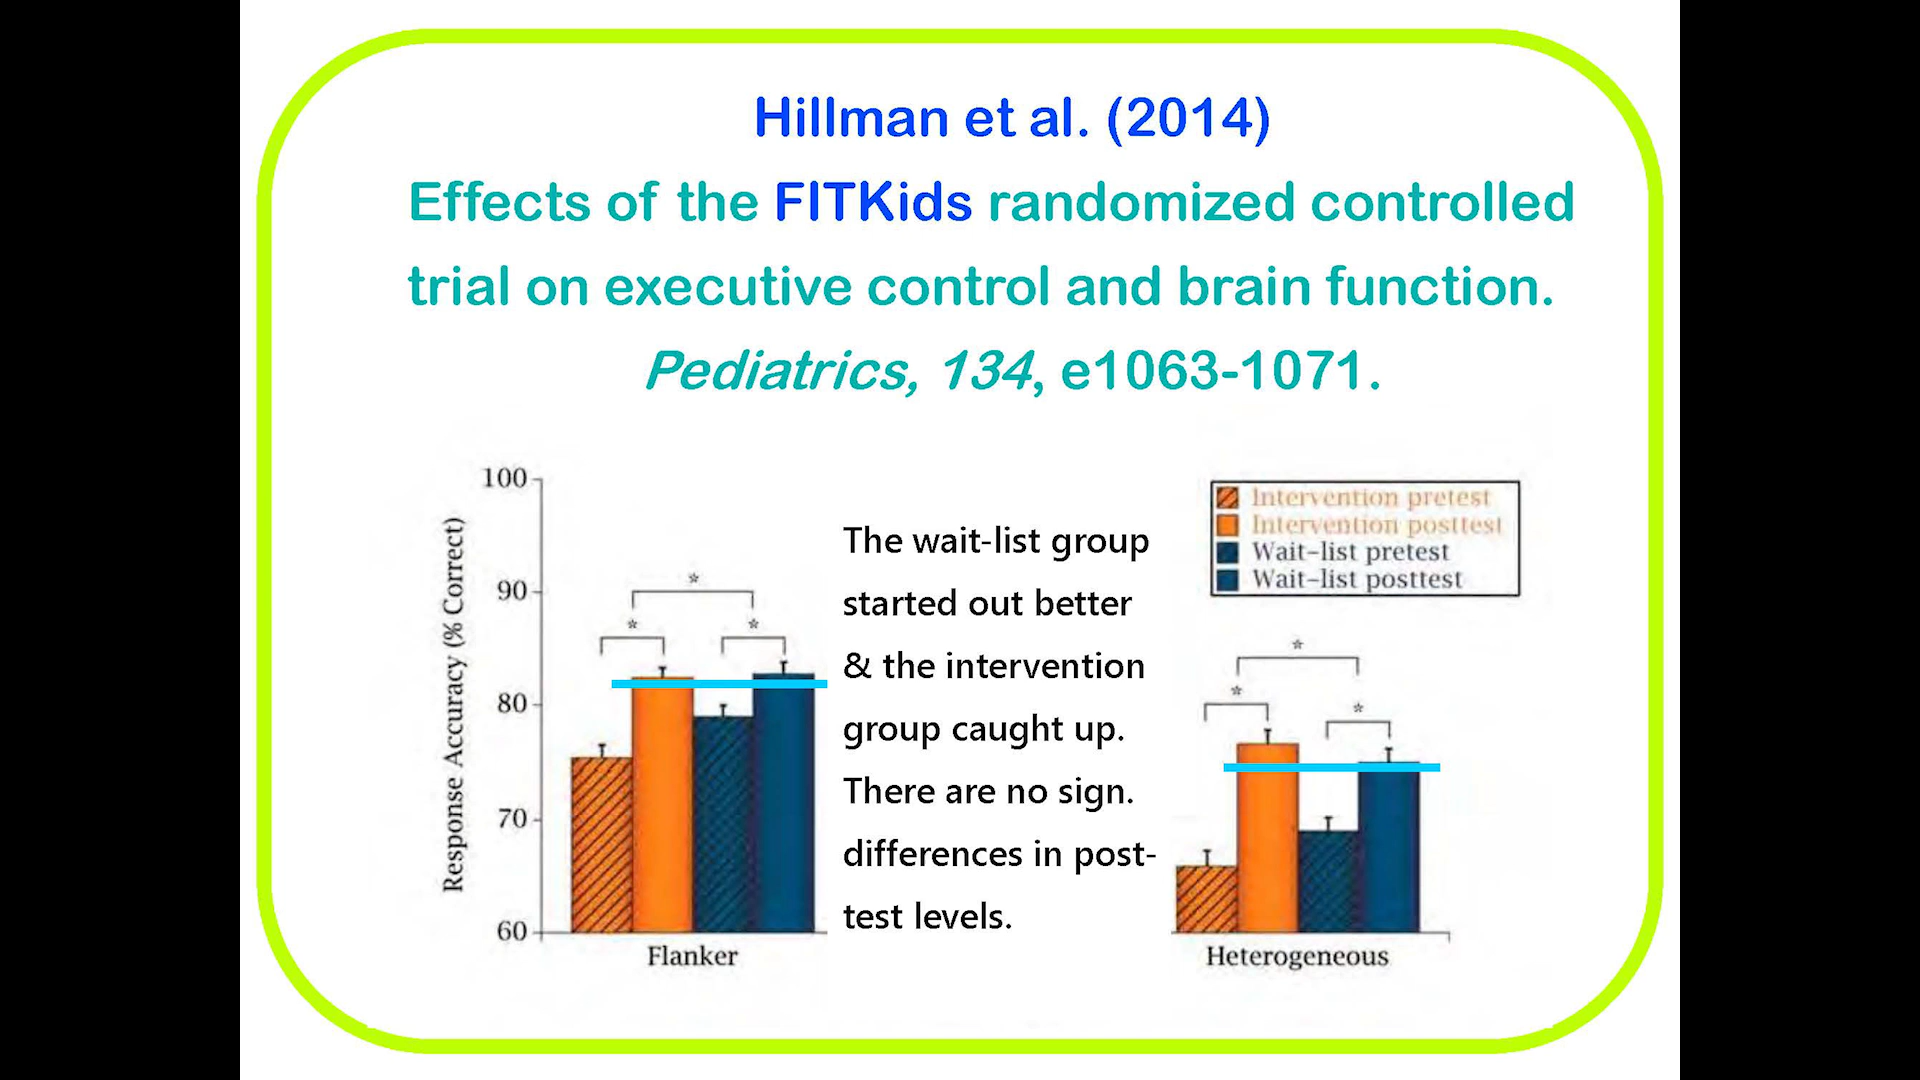 Hillman et al. (2014)
Effects of the FITKids randomized controlled
trial on executive control and brain function.
Pediatrics, 134, e1063-1071.
Response Accuracy (% Correct)
100
90
80
70
60
*
*
*
Flanker
The wait-list group
started out better
& the intervention
group caught up.
There are no sign.
differences in post-
test levels.
Intervention pretest
Intervention posttest
Wait-list pretest
Wait-list posttest
*
*
*
Heterogeneous